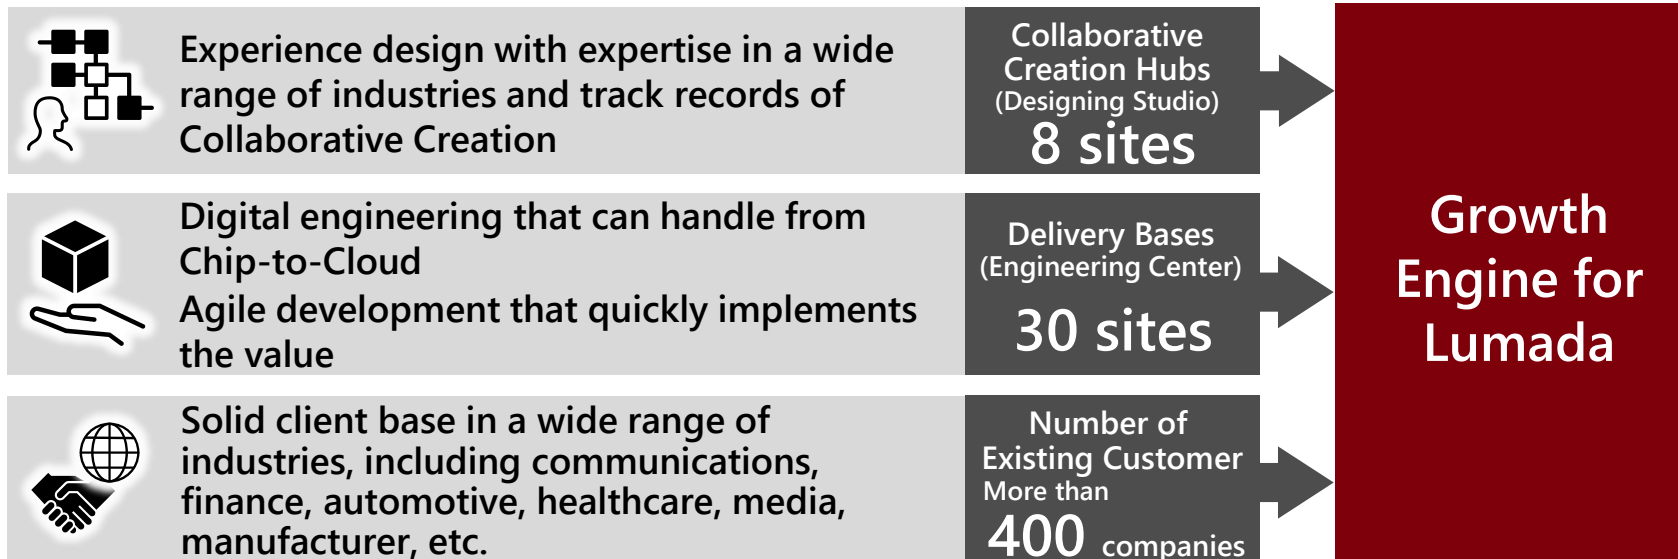 Experience design with expertise in a wide
range of industries and track records of
Collaborative Creation
Collaborative
Creation Hubs
(Designing Studio)
8 sites
Digital engineering that can handle from
Chip-to-Cloud
Agile development that quickly implements
the value
Delivery Bases
(Engineering Center)
30 sites
Solid client base in a wide range of
industries, including communications,
finance, automotive, healthcare, media,
manufacturer, etc.
Number of
Existing Customer
More than
400 companies
Growth
Engine for
Lumada